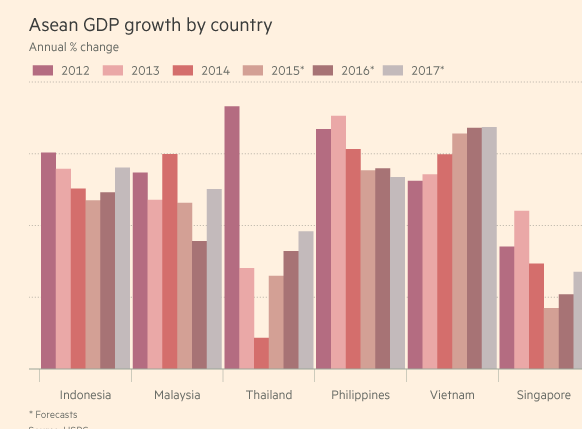 Asean GDP growth by country
Annual % change
2012 2013 2014 2015* 2016* 2017*
Indonesia Malaysia Thailand Philippines Vietnam Singapore
* Forecasts